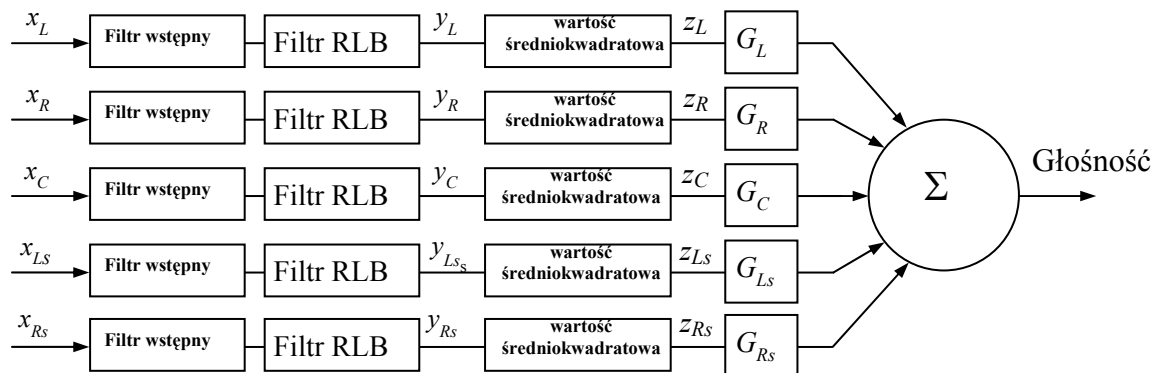 x_L Filtr wstępny Filtr RLB y_L wartość średniokwadratowa z_L G_L
x_R Filtr wstępny Filtr RLB y_R wartość średniokwadratowa z_R G_R
x_C Filtr wstępny Filtr RLB y_C wartość średniokwadratowa z_C G_C
Σ Głośność
x_Ls Filtr wstępny Filtr RLB y_Ls_s wartość średniokwadratowa z_Ls G_Ls
x_Rs Filtr wstępny Filtr RLB y_Rs wartość średniokwadratowa z_Rs G_Rs